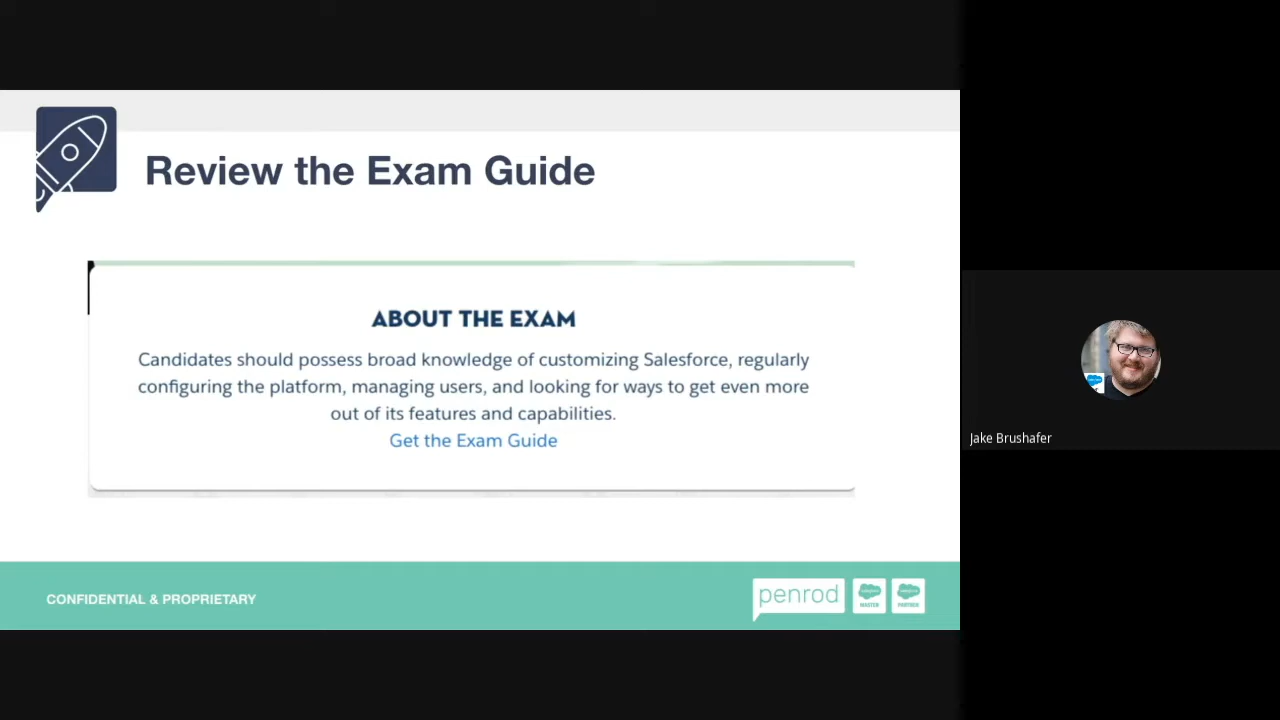 Review the Exam Guide
ABOUT THE EXAM
Candidates should possess broad knowledge of customizing Salesforce, regularly
configuring the platform, managing users, and looking for ways to get even more
out of its features and capabilities.
Get the Exam Guide
Jake Brushafer
CONFIDENTIAL & PROPRIETARY
penrod
MASTER
PARTNER